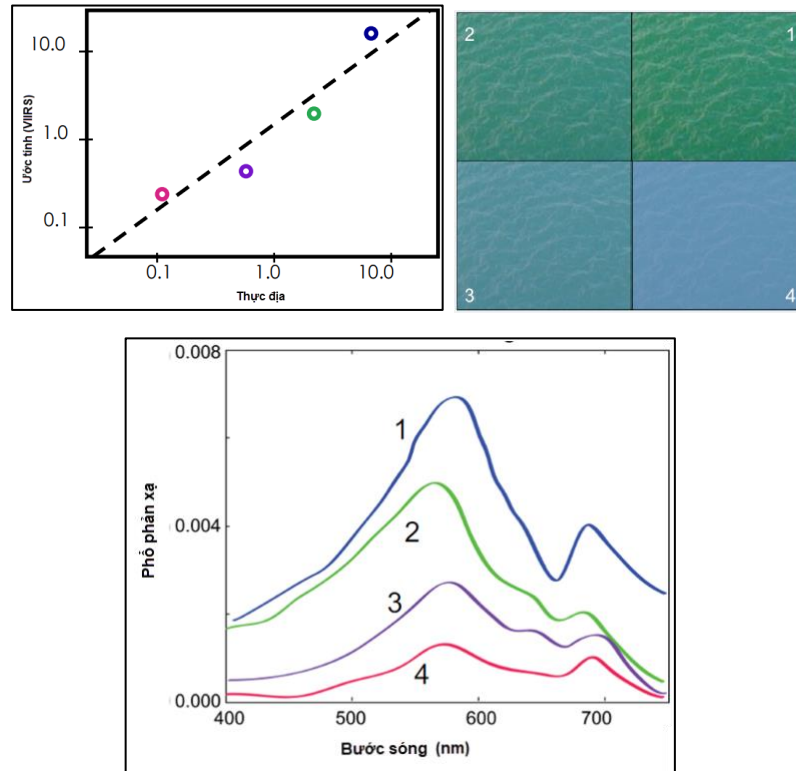 10.0
1.0
0.1
Ước tính (VIIRS)
0.1 1.0 10.0
Thực địa
2 1
3 4
0.008
0.004
0.000
Phổ phản xạ
1
2
3
4
400 500 600 700
Bước sóng (nm)